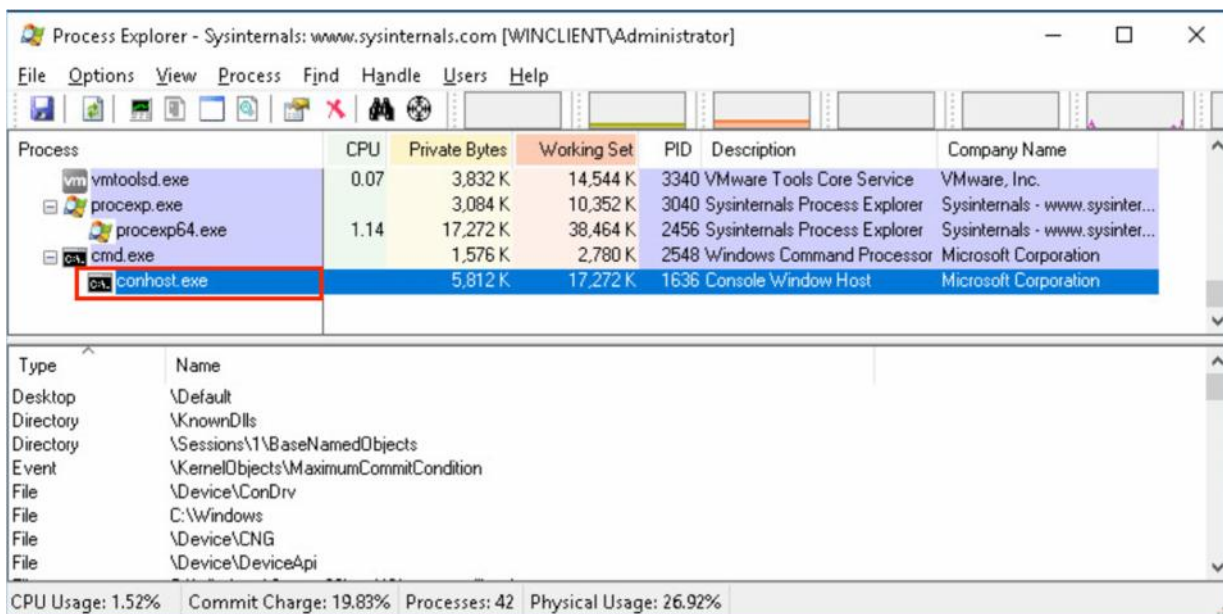 Process Explorer - Sysinternals: www.sysinternals.com [WINCLIENT\Administrator]
File Options View Process Find Handle Users Help
Process CPU Private Bytes Working Set PID Description Company Name
vm vmtoolsd.exe 0.07 3,832 K 14,544 K 3340 VMware Tools Core Service VMware, Inc.
procexp.exe 3,084 K 10,352 K 3040 Sysinternals Process Explorer Sysinternals - www.sysinter...
procexp64.exe 1.14 17,272 K 38,464 K 2456 Sysinternals Process Explorer Sysinternals - www.sysinter...
cmd.exe 1,576 K 2,780 K 2548 Windows Command Processor Microsoft Corporation
conhost.exe 5,812 K 17,272 K 1636 Console Window Host Microsoft Corporation
Type Name
Desktop \Default
Directory \KnownDlls
Directory \Sessions\1\BaseNamedObjects
Event \KernelObjects\MaximumCommitCondition
File \Device\ConDrv
File C:\Windows
File \Device\CNG
File \Device\DeviceApi
CPU Usage: 1.52% Commit Charge: 19.83% Processes: 42 Physical Usage: 26.92%